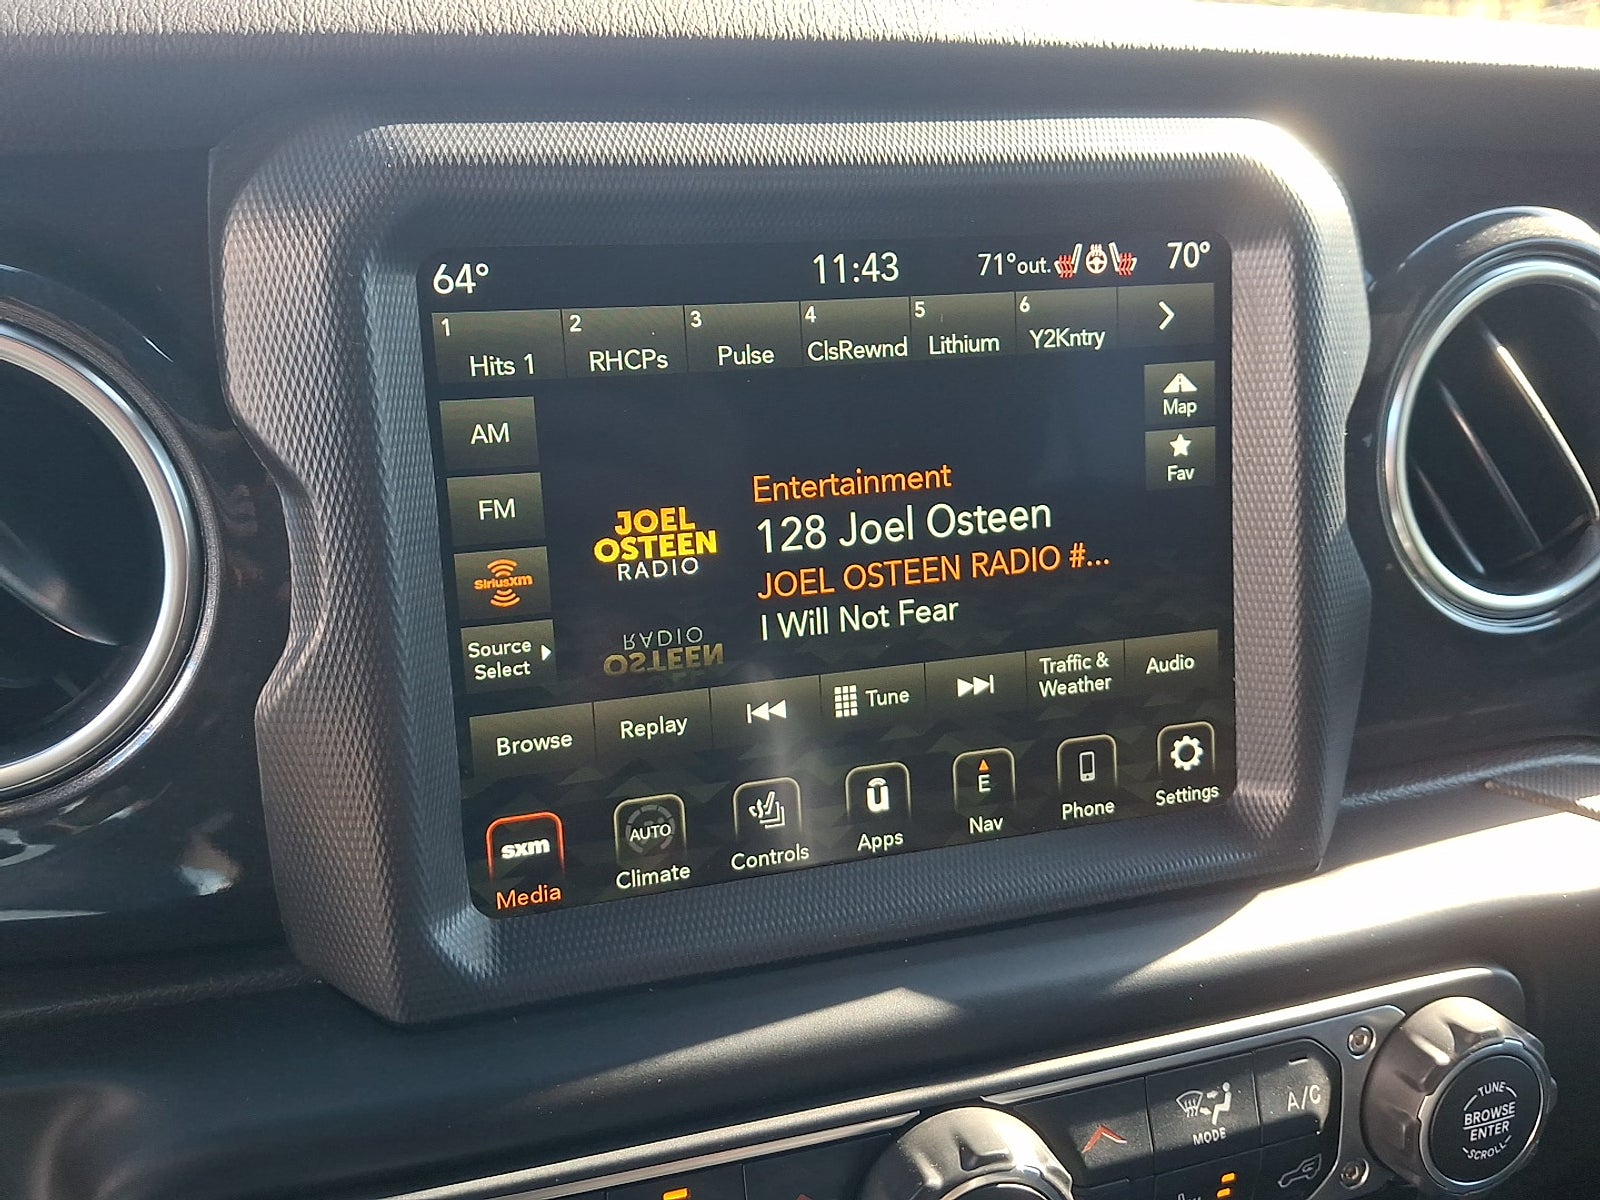 64° 11:43 71°out. 70°
1 Hits 1
2 RHCPs
3 Pulse
4 ClsRewnd
5 Lithium
6 Y2Kntry
AM
FM
SiriusXM
Source
Select
Map
Fav
JOEL
OSTEEN
RADIO
Entertainment
128 Joel Osteen
JOEL OSTEEN RADIO #...
I Will Not Fear
RADIO
OSTEEN
Browse
Replay
Tune
Traffic &
Weather
Audio
sxm
Media
AUTO
Climate
Controls
u
Apps
E
Nav
Phone
Settings
MODE
A/C
TUNE
BROWSE
ENTER
SCROLL